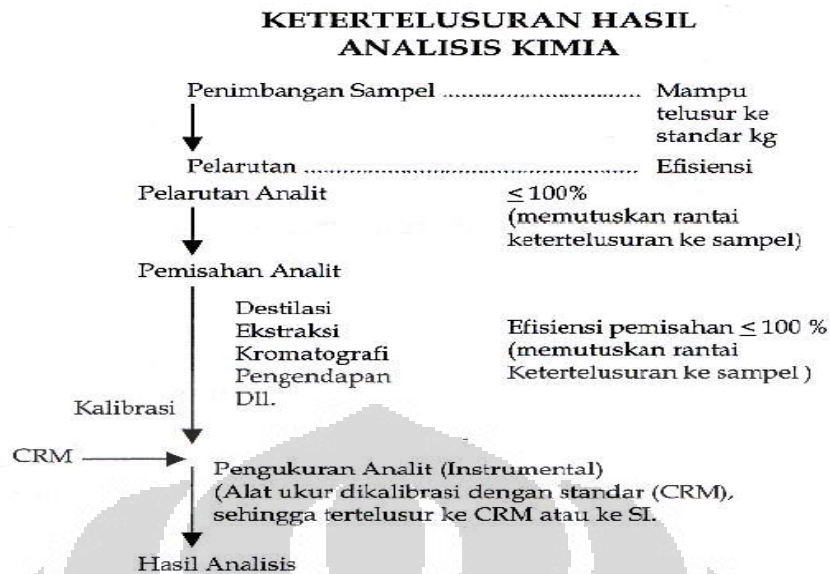 KETERTELUSURAN HASIL
ANALISIS KIMIA
Penimbangan Sampel .............................. Mampu
telusur ke
standar kg
Pelarutan .................................................... Efisiensi
Pelarutan Analit
≤ 100%
(memutuskan rantai
ketertelusuran ke sampel)
Pemisahan Analit
Destilasi
Ekstraksi
Kromatografi
Pengendapan
Dll.
Efisiensi pemisahan ≤ 100 %
(memutuskan rantai
Ketertelusuran ke sampel )
Kalibrasi
CRM
Pengukuran Analit (Instrumental)
(Alat ukur dikalibrasi dengan standar (CRM),
sehingga tertelusur ke CRM atau ke SI.
Hasil Analisis